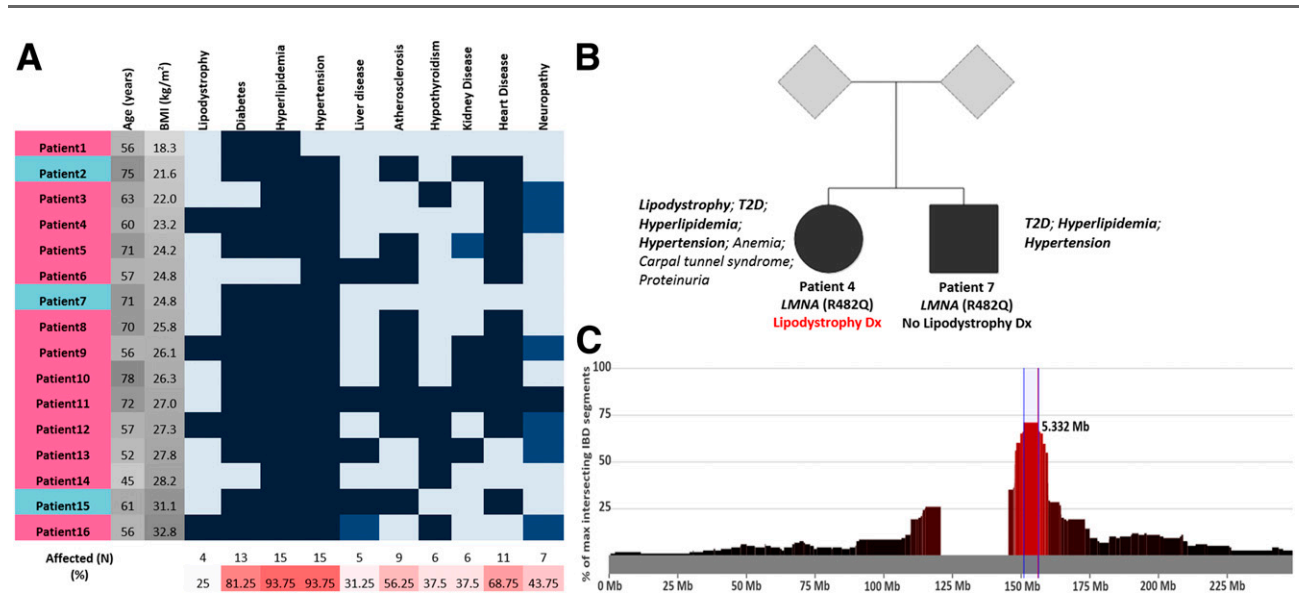 A
Age (years)
BMI (kg/m²)
Lipodystrophy
Diabetes
Hyperlipidemia
Hypertension
Liver disease
Atherosclerosis
Hypothyroidism
Kidney Disease
Heart Disease
Neuropathy
Patient1 56 18.3
Patient2 75 21.6
Patient3 63 22.0
Patient4 60 23.2
Patient5 71 24.2
Patient6 57 24.8
Patient7 71 24.8
Patient8 70 25.8
Patient9 56 26.1
Patient10 78 26.3
Patient11 72 27.0
Patient12 57 27.3
Patient13 52 27.8
Patient14 45 28.2
Patient15 61 31.1
Patient16 56 32.8
Affected (N) 4 13 15 15 5 9 6 6 11 7
(%) 25 81.25 93.75 93.75 31.25 56.25 37.5 37.5 68.75 43.75
B
Lipodystrophy; T2D;
Hyperlipidemia;
Hypertension; Anemia;
Carpal tunnel syndrome;
Proteinuria
T2D; Hyperlipidemia;
Hypertension
Patient 4
LMNA (R482Q)
Lipodystrophy Dx
Patient 7
LMNA (R482Q)
No Lipodystrophy Dx
C
% of max intersecting IBD segments
100
75
50
25
5.332 Mb
0 Mb 25 Mb 50 Mb 75 Mb 100 Mb 125 Mb 150 Mb 175 Mb 200 Mb 225 Mb